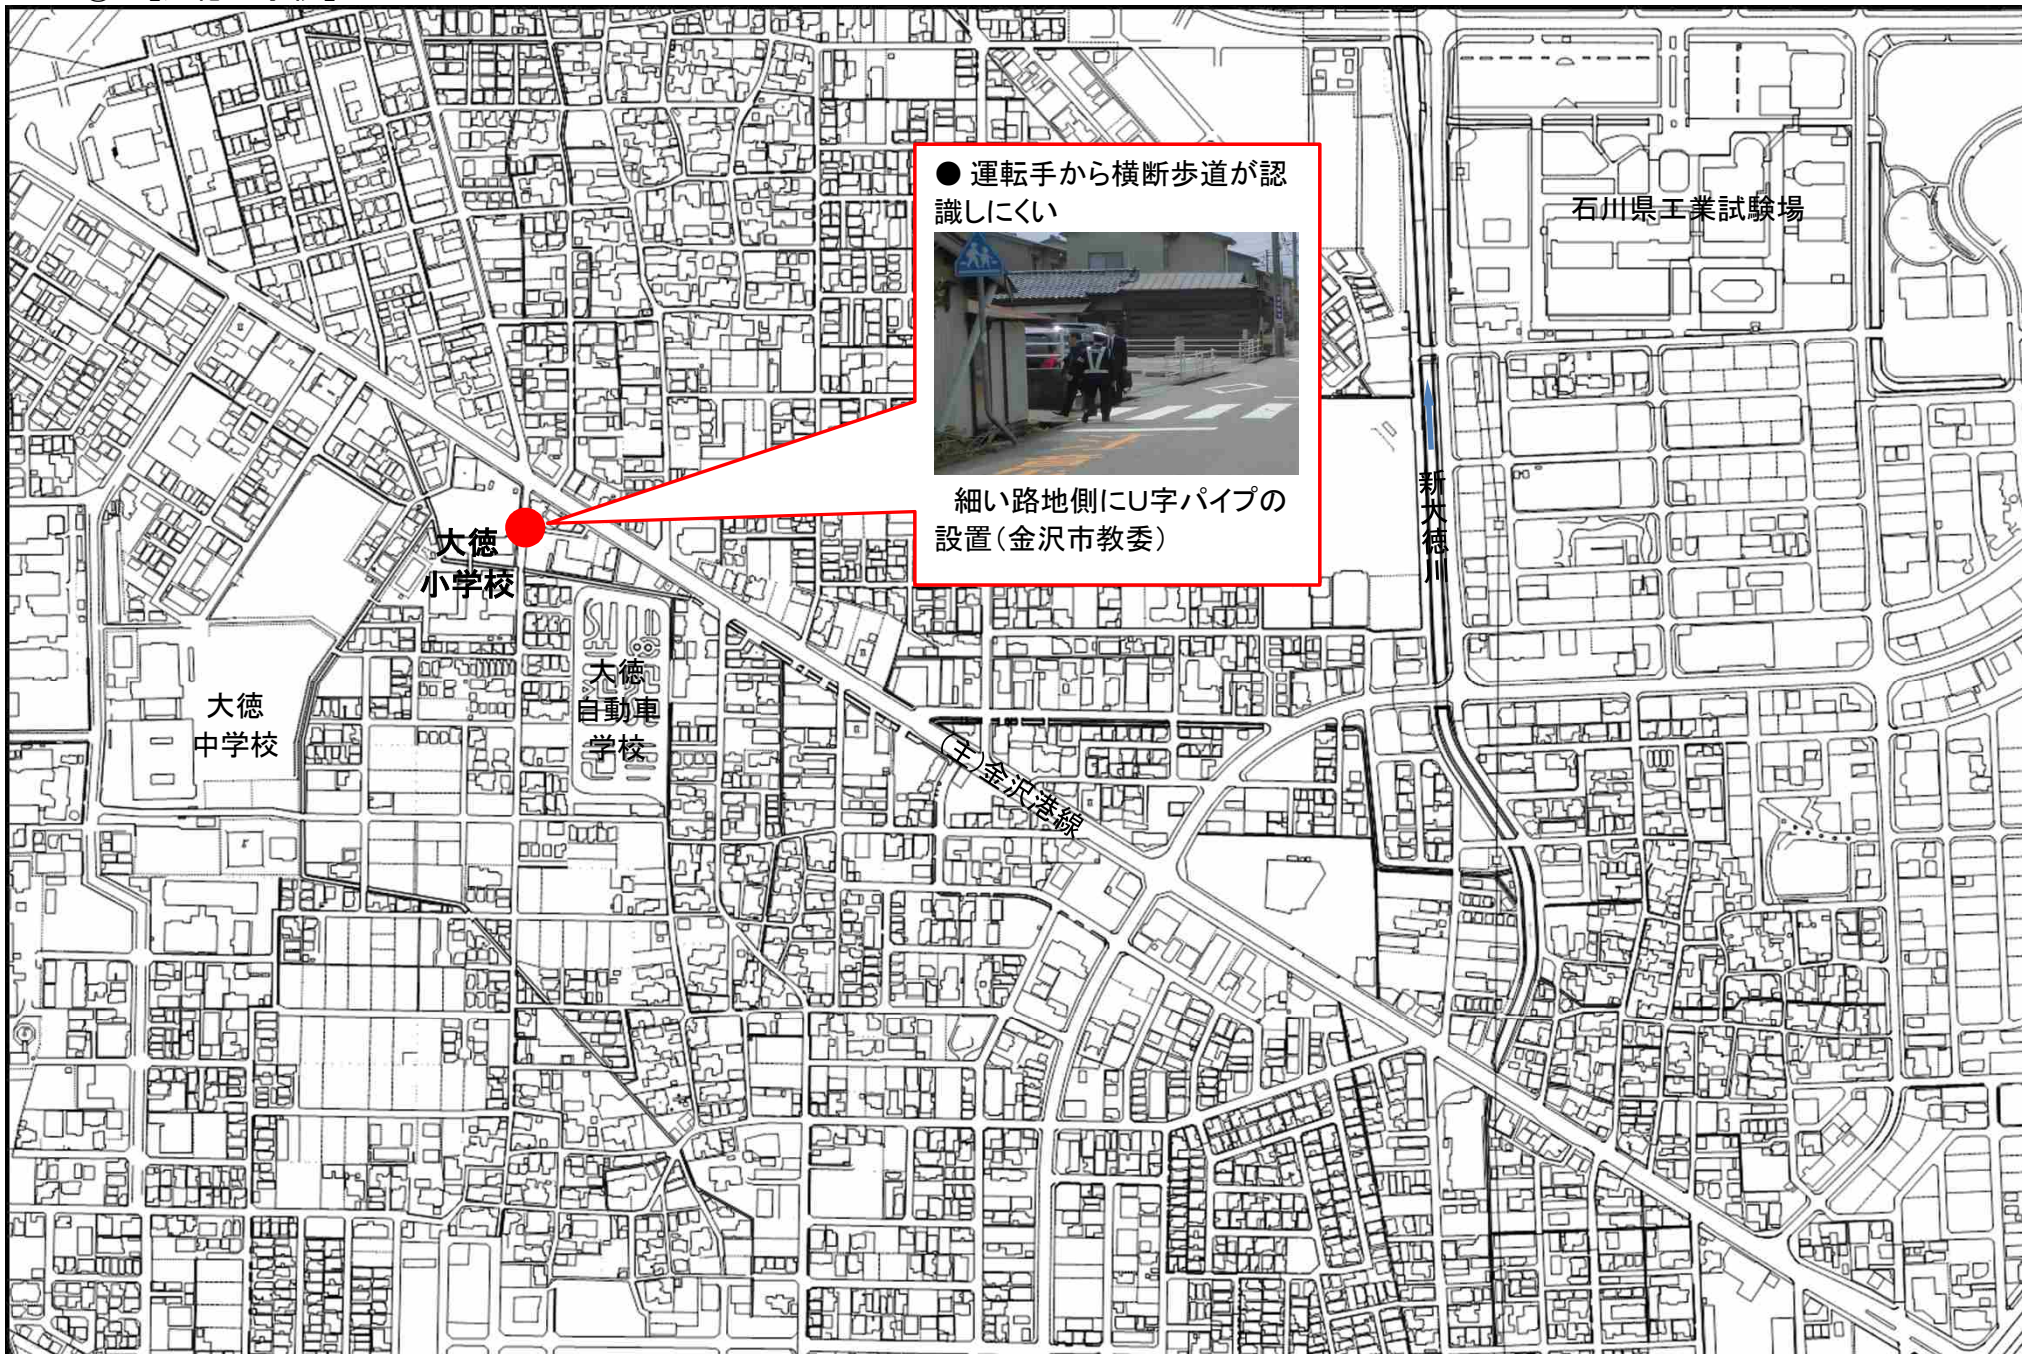 ● 運転手から横断歩道が認
識しにくい
細い路地側にU字パイプの
設置(金沢市教委)
石川県工業試験場
新大徳川
大徳
小学校
大徳
自動車
学校
大徳
中学校
(主)金沢港線